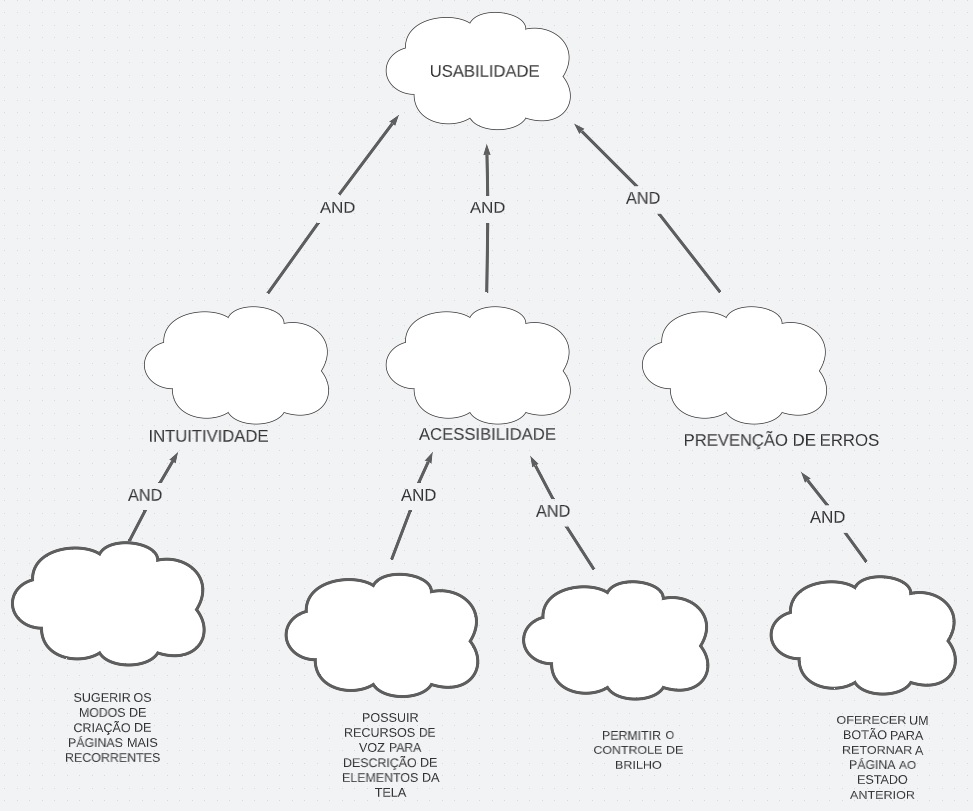 USABILIDADE
AND
AND
AND
INTUITIVIDADE
ACESSIBILIDADE
PREVENÇÃO DE ERROS
AND
AND
AND
AND
SUGERIR OS
MODOS DE
CRIAÇÃO DE
PÁGINAS MAIS
RECORRENTES
POSSUIR
RECURSOS DE
VOZ PARA
DESCRIÇÃO DE
ELEMENTOS DA
TELA
PERMITIR O
CONTROLE DE
BRILHO
OFERECER UM
BOTÃO PARA
RETORNAR A
PÁGINA AO
ESTADO
ANTERIOR